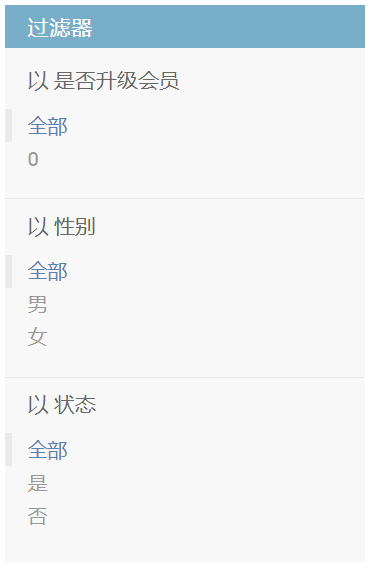 过滤器
以 是否升级会员
全部
0
以 性别
全部
男
女
以 状态
全部
是
否